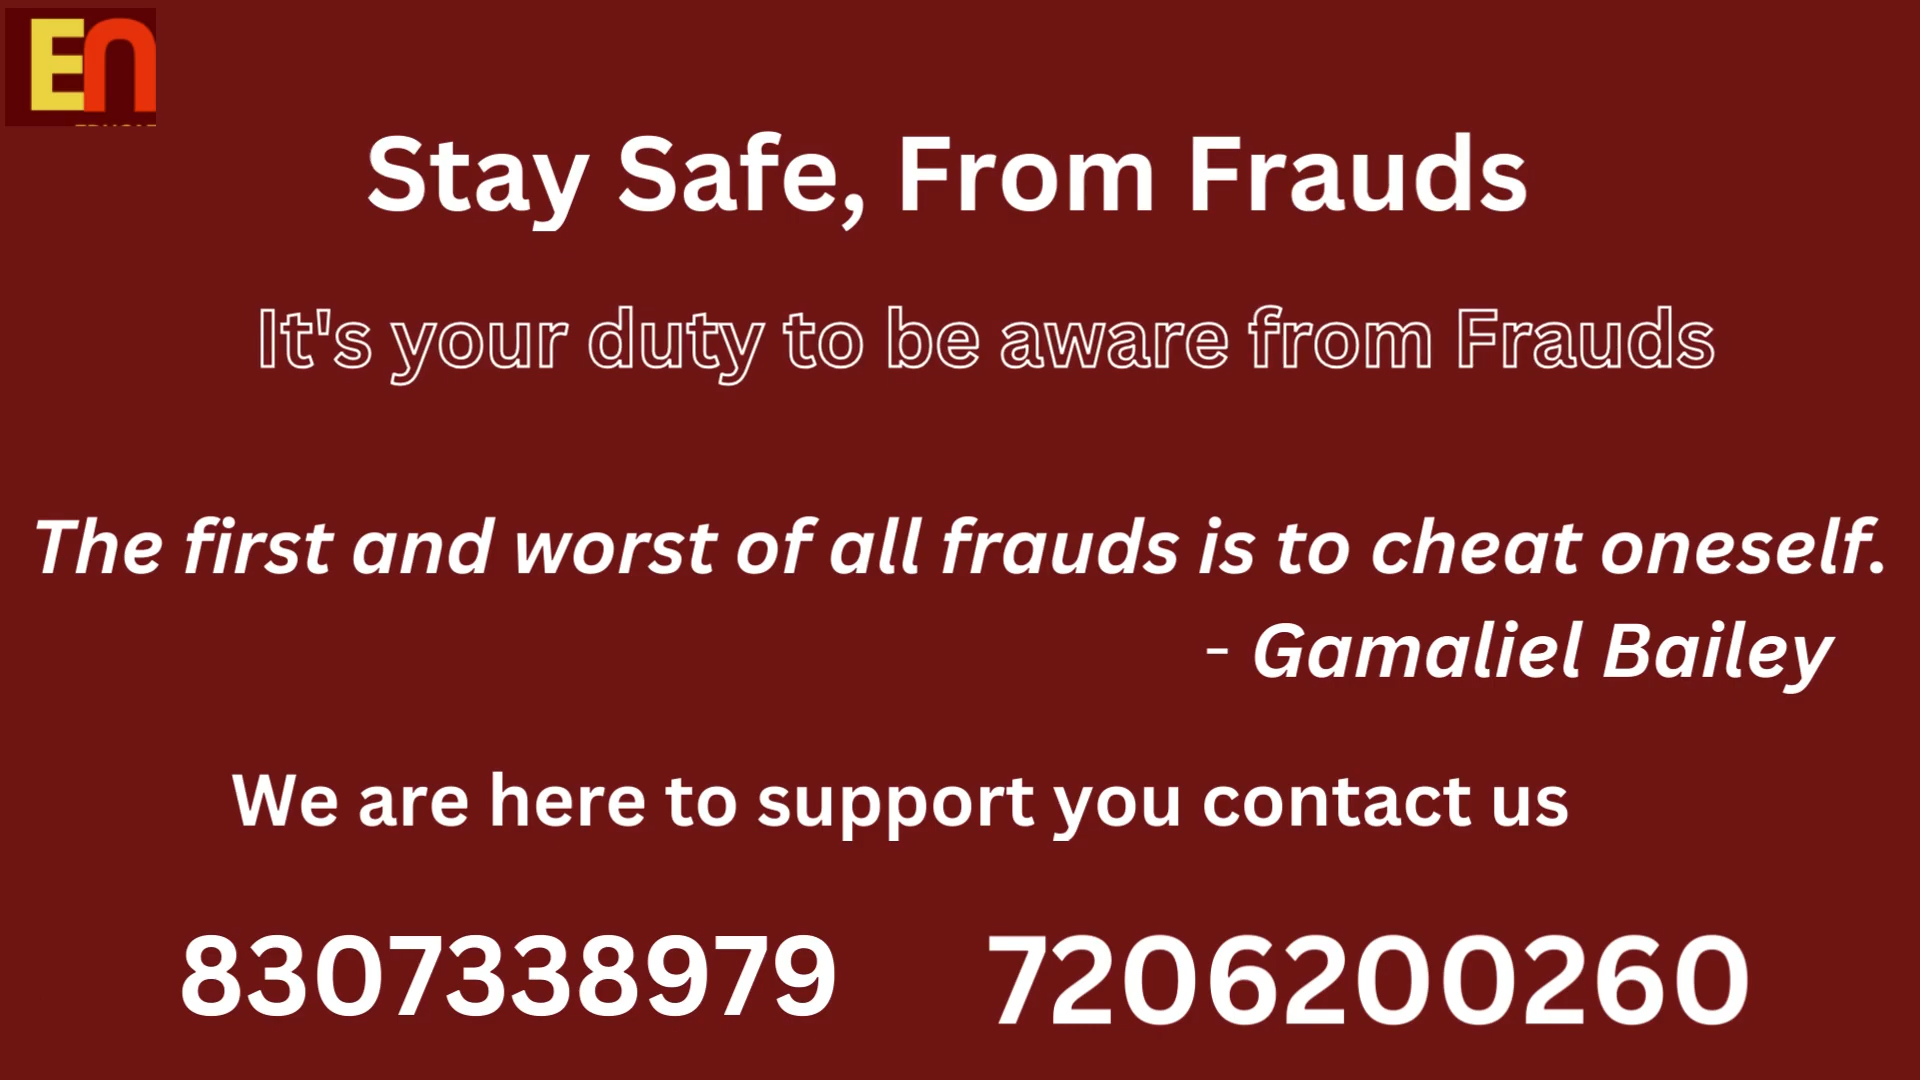 EN
Stay Safe, From Frauds
It's your duty to be aware from Frauds
The first and worst of all frauds is to cheat oneself.
- Gamaliel Bailey
We are here to support you contact us
8307338979 7206200260